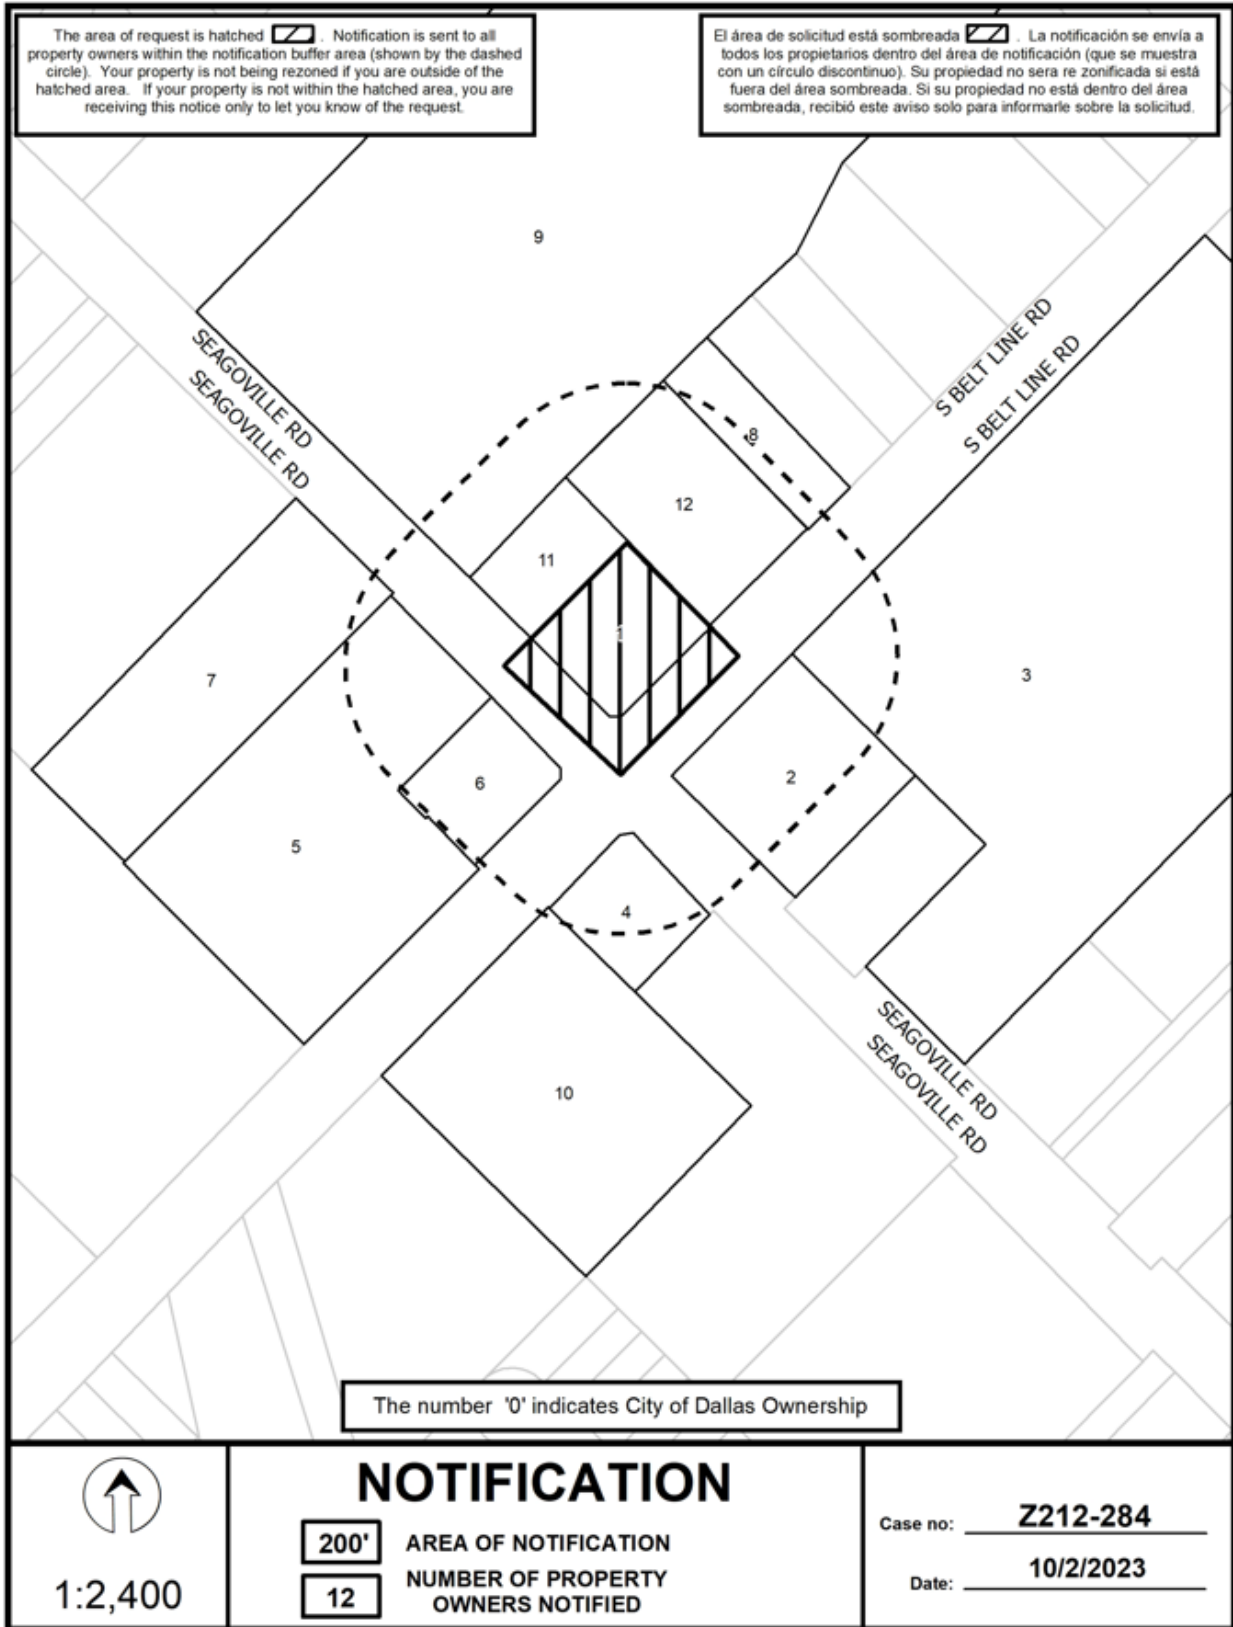 The area of request is hatched . Notification is sent to all
property owners within the notification buffer area (shown by the dashed
circle). Your property is not being rezoned if you are outside of the
hatched area. If your property is not within the hatched area, you are
receiving this notice only to let you know of the request.
El área de solicitud está sombreada . La notificación se envía a
todos los propietarios dentro del área de notificación (que se muestra
con un círculo discontinuo). Su propiedad no sera re zonificada si está
fuera del área sombreada. Si su propiedad no está dentro del área
sombreada, recibió este aviso solo para informarle sobre la solicitud.
9
SEAGOVILLE RD
SEAGOVILLE RD
S BELT LINE RD
S BELT LINE RD
8
12
11
1
7
3
2
6
5
4
10
SEAGOVILLE RD
SEAGOVILLE RD
The number '0' indicates City of Dallas Ownership
1:2,400
NOTIFICATION
200' AREA OF NOTIFICATION
12 NUMBER OF PROPERTY
OWNERS NOTIFIED
Case no: Z212-284
Date: 10/2/2023